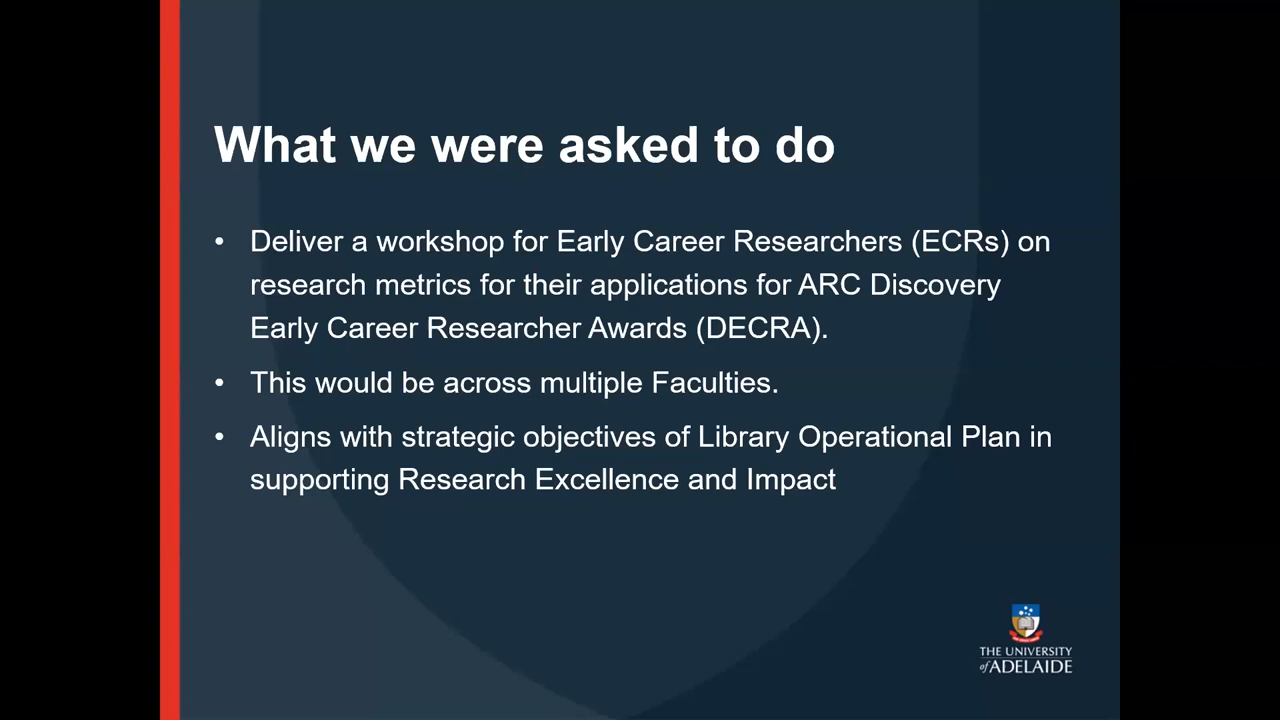 What we were asked to do
• Deliver a workshop for Early Career Researchers (ECRs) on
research metrics for their applications for ARC Discovery
Early Career Researcher Awards (DECRA).
• This would be across multiple Faculties.
• Aligns with strategic objectives of Library Operational Plan in
supporting Research Excellence and Impact
THE UNIVERSITY
of ADELAIDE